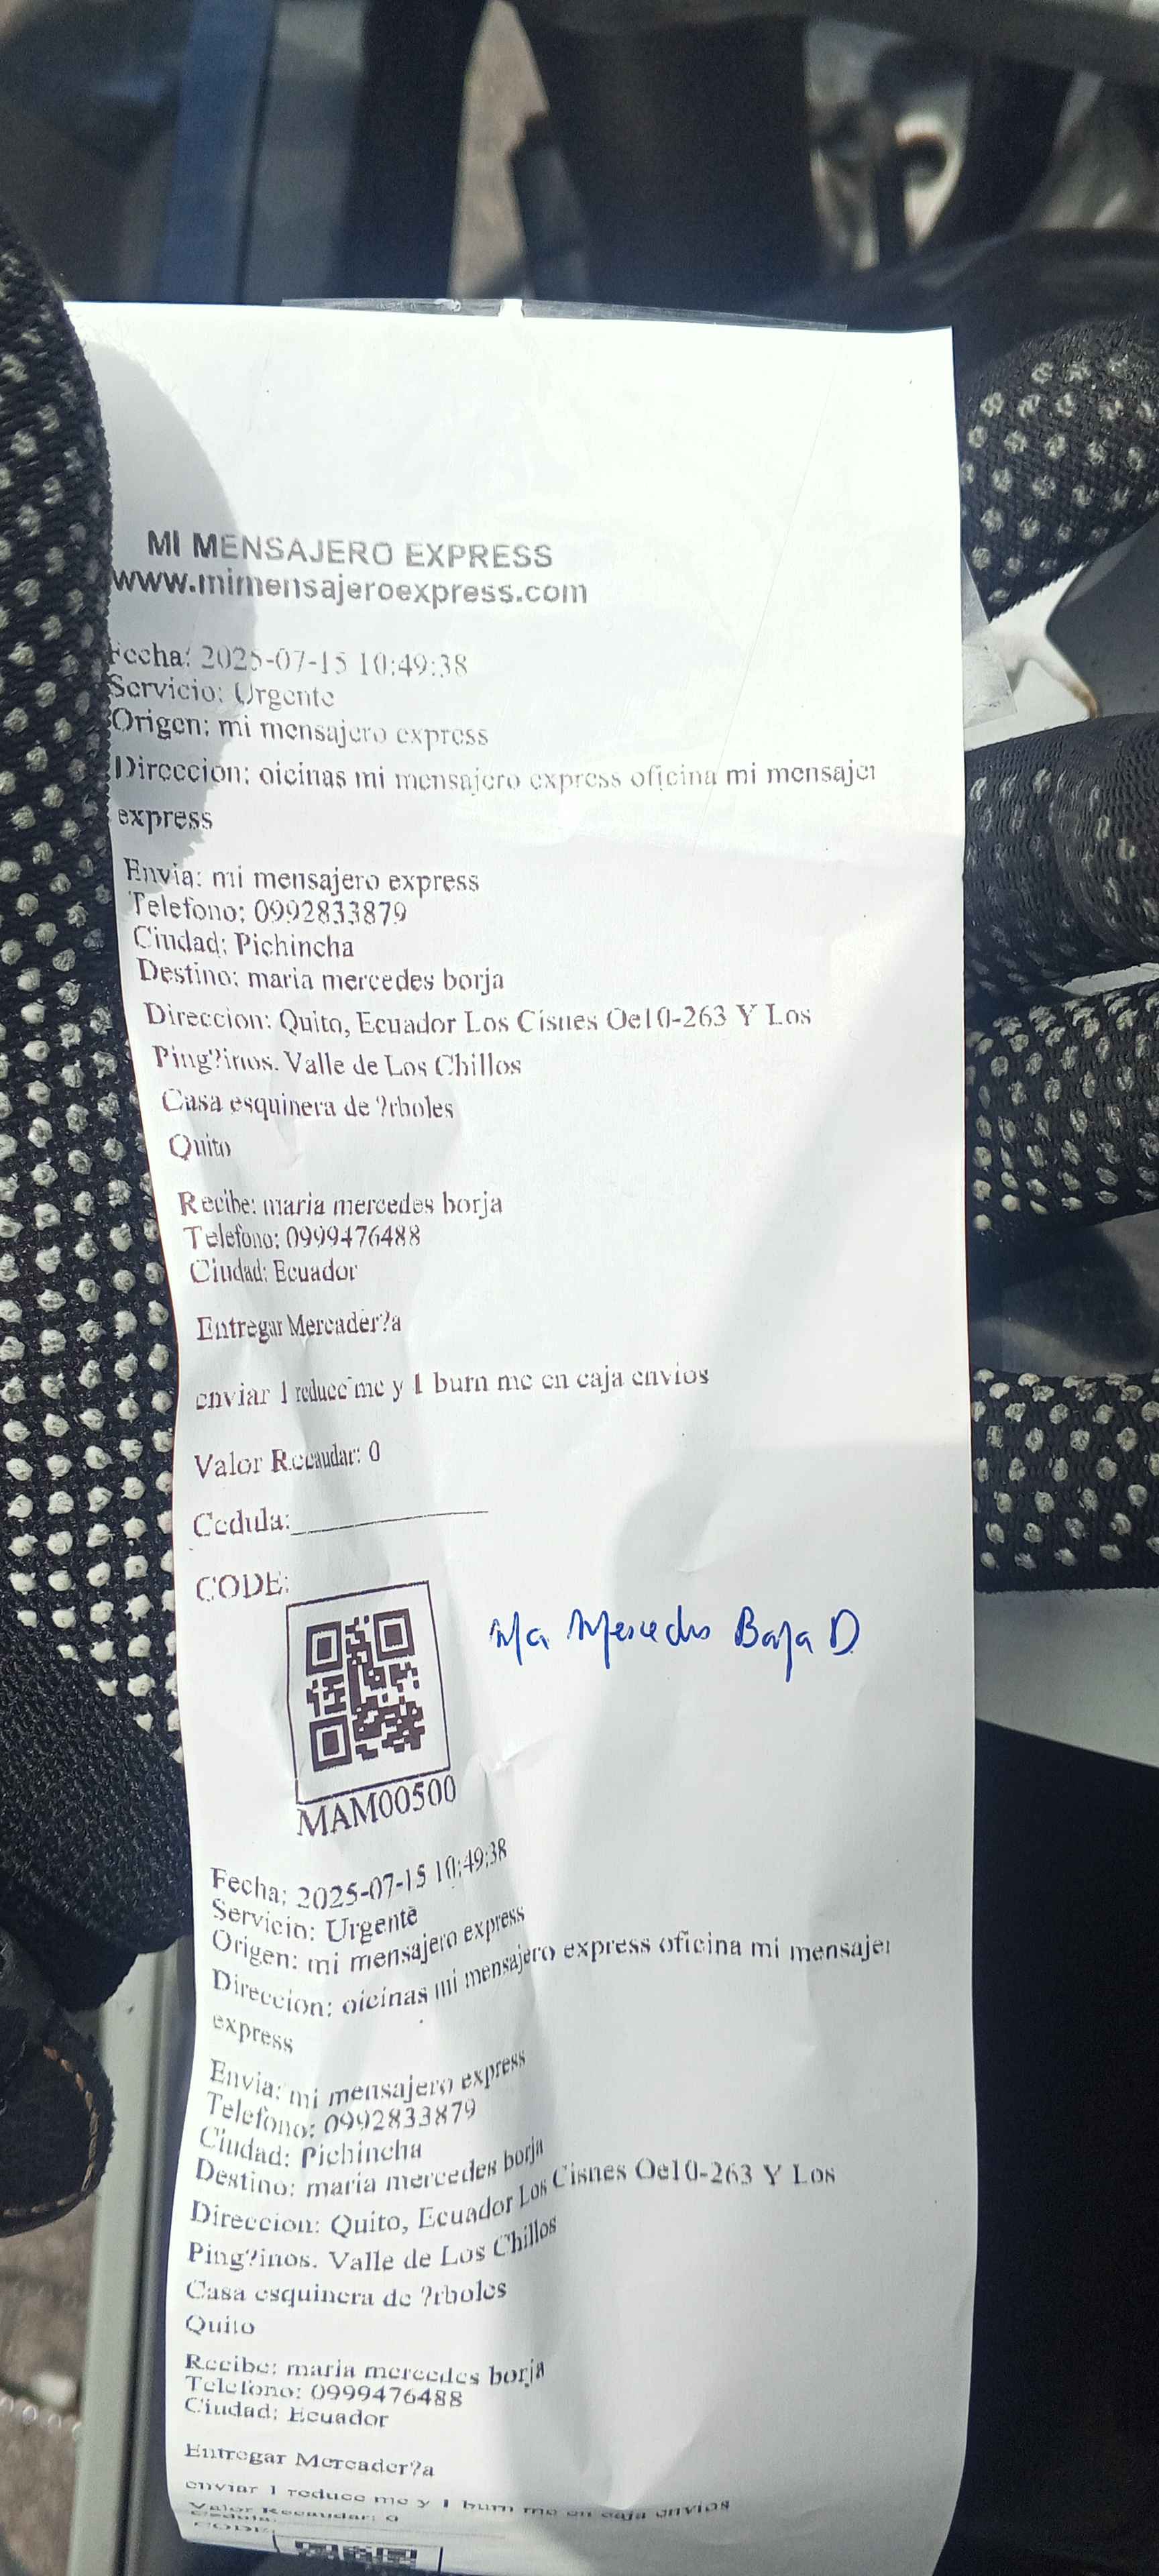 MI MENSAJERO EXPRESS
www.mimensajeroexpress.com
Fecha: 2025-07-15 10:49:38
Servicio: Urgente
Origen: mi mensajero express
Direccion: oicinas mi mensajero express oficina mi mensajer
express
Envia: mi mensajero express
Telefono: 0992833879
Ciudad: Pichincha
Destino: maria mercedes borja
Direccion: Quito, Ecuador Los Cisnes Oe10-263 Y Los
Ping?inos. Valle de Los Chillos
Casa esquinera de ?rboles
Quito
Recibe: maria mercedes borja
Telefono: 0999476488
Ciudad: Ecuador
Entregar Mercader?a
enviar 1 reduce me y 1 burn me en caja envios
Valor Recaudar: 0
Cedula:
CODE:
Ma Mercedes Borja D
MAM00500
Fecha: 2025-07-15 10:49:38
Servicio: Urgente
Origen: mi mensajero express
Direccion: oicinas mi mensajero express oficina mi mensajer
express
Envia: mi mensajero express
Telefono: 0992833879
Ciudad: Pichincha
Destino: maria mercedes borja
Direccion: Quito, Ecuador Los Cisnes Oe10-263 Y Los
Ping?inos. Valle de Los Chillos
Casa esquinera de ?rboles
Quito
Recibe: maria mercedes borja
Telefono: 0999476488
Ciudad: Ecuador
Entregar Mercader?a
enviar 1 reduce me y 1 burn me en caja envios
Valor Recaudar: 0
Cedula:
CODE: